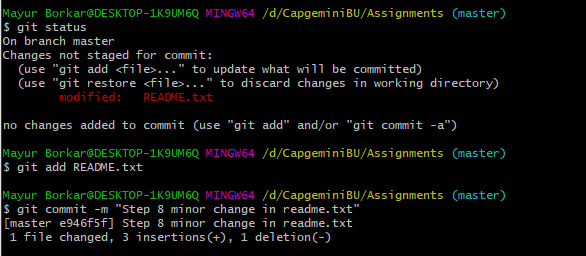 Mayur Borkar@DESKTOP-1K9UM6Q MINGW64 /d/CapgeminiBU/Assignments (master)
$ git status
On branch master
Changes not staged for commit:
  (use "git add <file>..." to update what will be committed)
  (use "git restore <file>..." to discard changes in working directory)
        modified:   README.txt

no changes added to commit (use "git add" and/or "git commit -a")

Mayur Borkar@DESKTOP-1K9UM6Q MINGW64 /d/CapgeminiBU/Assignments (master)
$ git add README.txt

Mayur Borkar@DESKTOP-1K9UM6Q MINGW64 /d/CapgeminiBU/Assignments (master)
$ git commit -m "Step 8 minor change in readme.txt"
[master e946f5f] Step 8 minor change in readme.txt
 1 file changed, 3 insertions(+), 1 deletion(-)